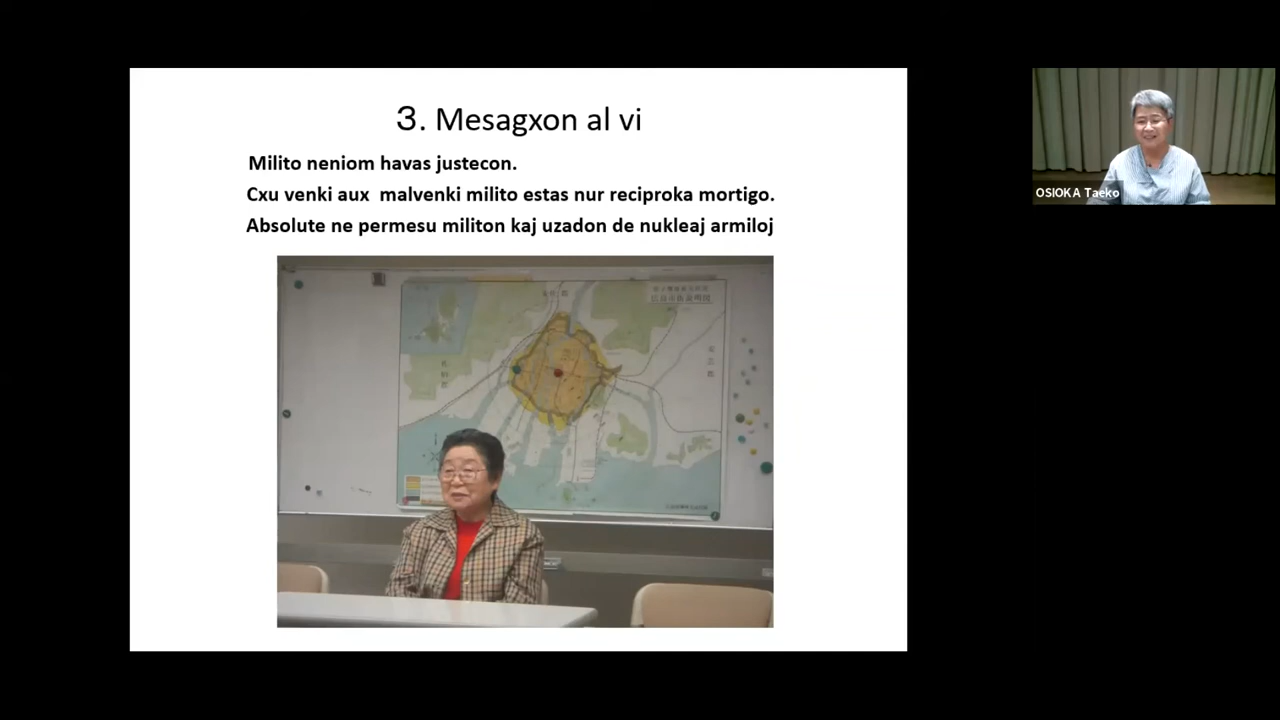 3. Mesagxon al vi
Milito neniom havas justecon.
Cxu venki aux malvenki milito estas nur reciproka mortigo.
Absolute ne permesu militon kaj uzadon de nukleaj armiloj
OSIOKA Taeko